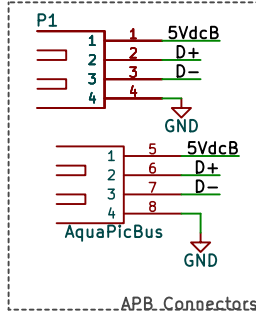 P1
1 1 5VdcB
2 2 D+
3 3 D-
4 4
GND
1 5 5VdcB
2 6 D+
3 7 D-
4 8
AquaPicBus
GND
APB Connectors